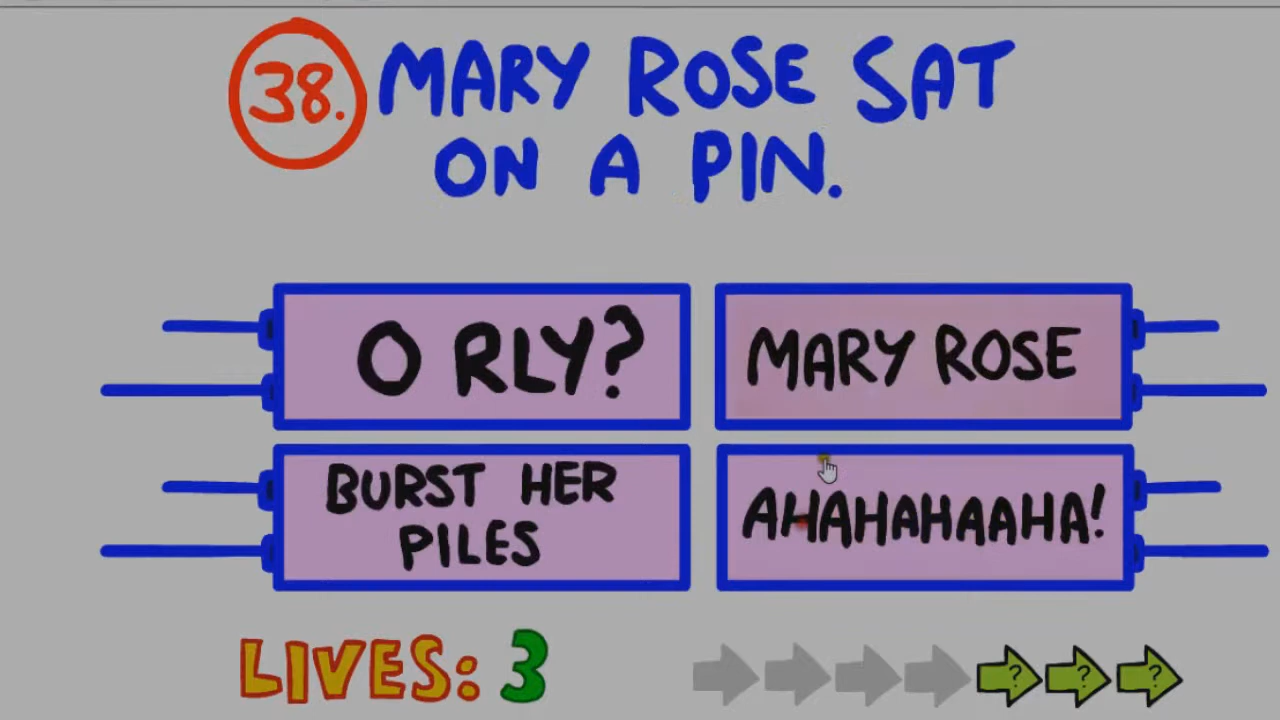 38. MARY ROSE SAT
ON A PIN.
O RLY?
MARY ROSE
BURST HER
PILES
AHAHAHAAHA!
LIVES: 3
? ? ?